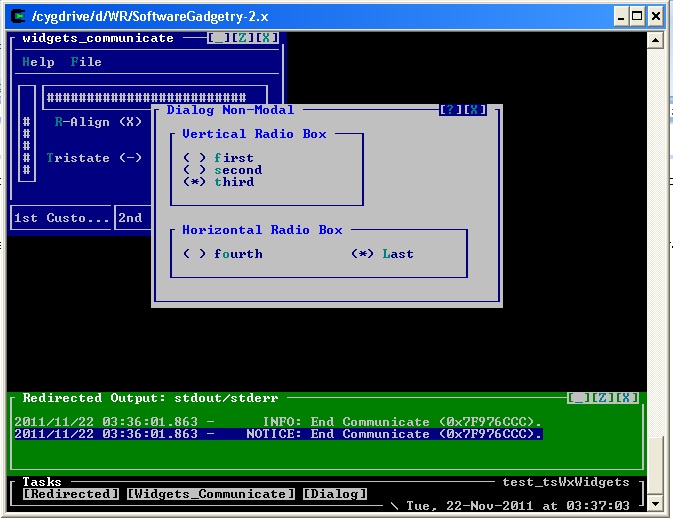 /cygdrive/d/WR/SoftwareGadgetry-2.x
widgets_communicate [_][Z][X]
Help File
########################
R-Align (X)
#
#
#
#
#
Tristate (-)
1st Custo... 2nd
Dialog Non-Modal [?][X]
Vertical Radio Box
( ) first
( ) second
(*) third
Horizontal Radio Box
( ) fourth (*) Last
Redirected Output: stdout/stderr [_][Z][X]
2011/11/22 03:36:01.863 - INFO: End Communicate (0x7F976CCC).
2011/11/22 03:36:01.863 - NOTICE: End Communicate (0x7F976CCC).
Tasks test_tsWxWidgets
[Redirected] [Widgets_Communicate] [Dialog]
\ Tue, 22-Nov-2011 at 03:37:03